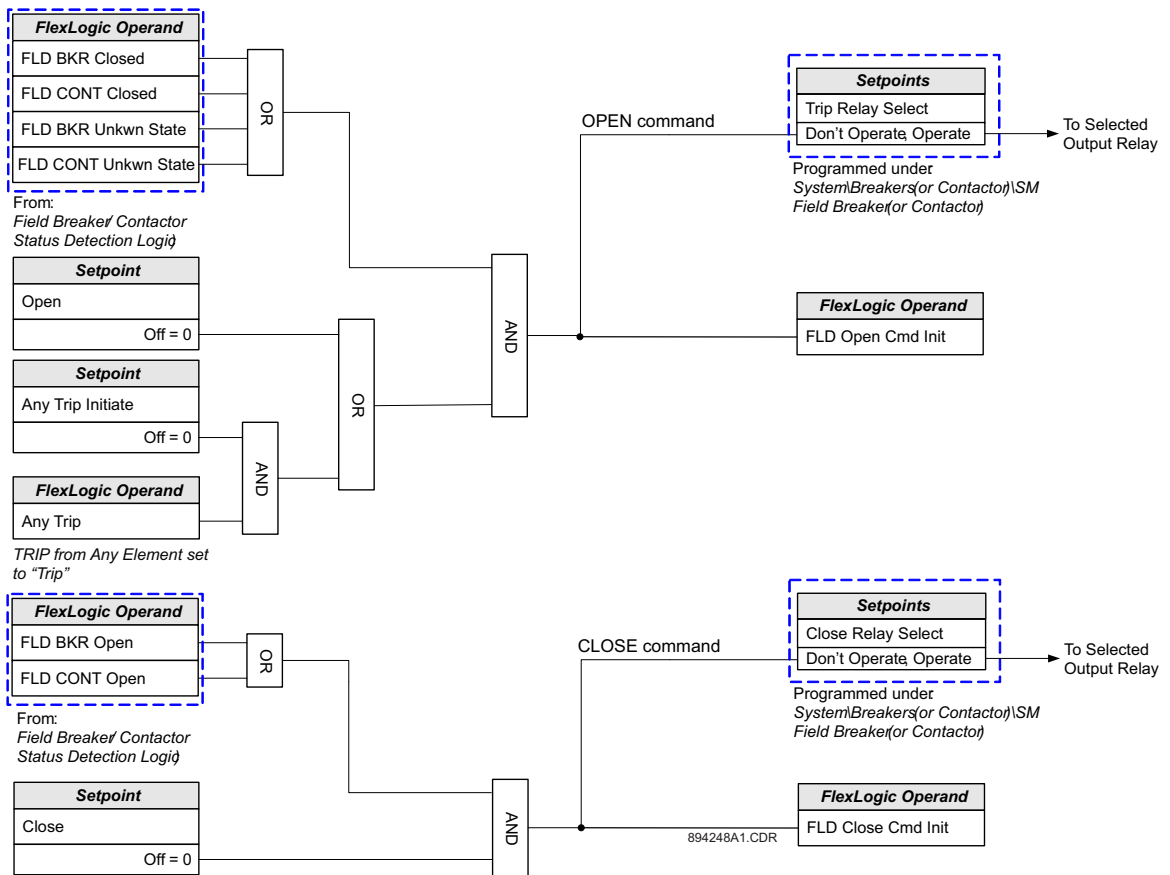 FlexLogic Operand
FLD BKR Closed
FLD CONT Closed
FLD BKR Unkwn State
FLD CONT Unkwn State
OR
From:
Field Breaker/ Contactor
Status Detection Logic)
Setpoint
Open
Off = 0
Setpoint
Any Trip Initiate
Off = 0
FlexLogic Operand
Any Trip
TRIP from Any Element set
to “Trip”
AND
OR
AND
OPEN command
Setpoints
Trip Relay Select
Don’t Operate, Operate
To Selected
Output Relay
Programmed under:
System\Breakers(or Contactor)\SM
Field Breaker(or Contactor)
FlexLogic Operand
FLD Open Cmd Init
FlexLogic Operand
FLD BKR Open
FLD CONT Open
OR
From:
Field Breaker/ Contactor
Status Detection Logic)
Setpoint
Close
Off = 0
AND
CLOSE command
Setpoints
Close Relay Select
Don’t Operate, Operate
To Selected
Output Relay
Programmed under:
System\Breakers(or Contactor)\SM
Field Breaker(or Contactor)
FlexLogic Operand
FLD Close Cmd Init
894248A1.CDR